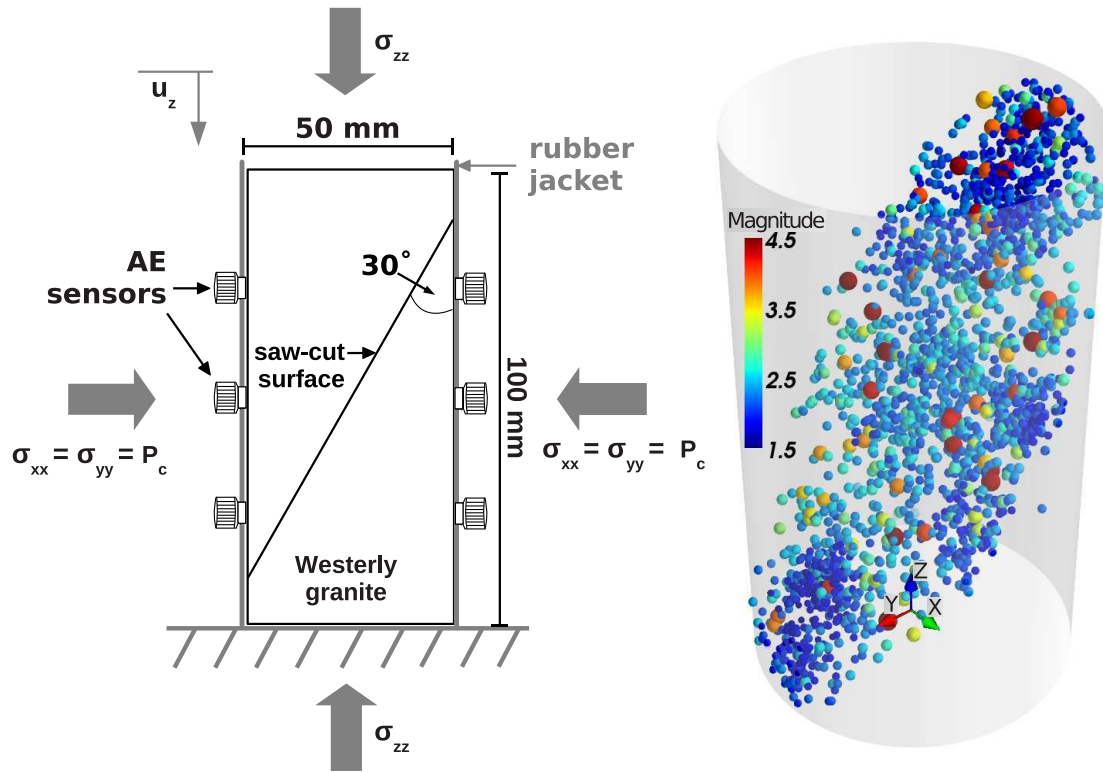 σzz
uz
50 mm
rubber
jacket
AE
sensors
30°
saw-cut
surface
100 mm
σxx = σyy = Pc
σxx = σyy = Pc
Westerly
granite
σzz
Magnitude
4.5
3.5
2.5
1.5
Z
Y
X